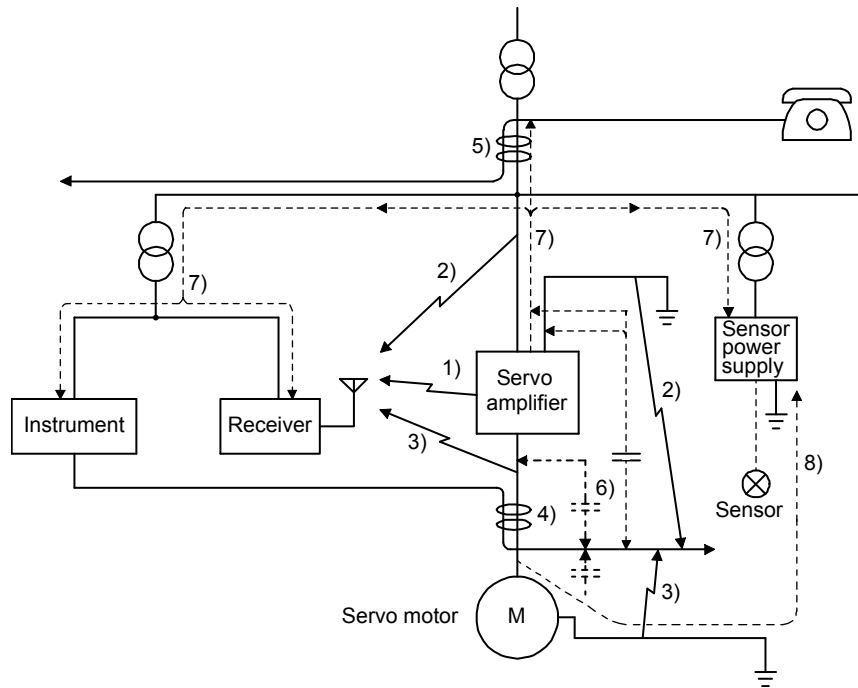 5)
2)
7)
7)
7)
Sensor
power
supply
1)
Servo
amplifier
2)
Instrument
Receiver
3)
8)
6)
4)
Sensor
3)
Servo motor
M